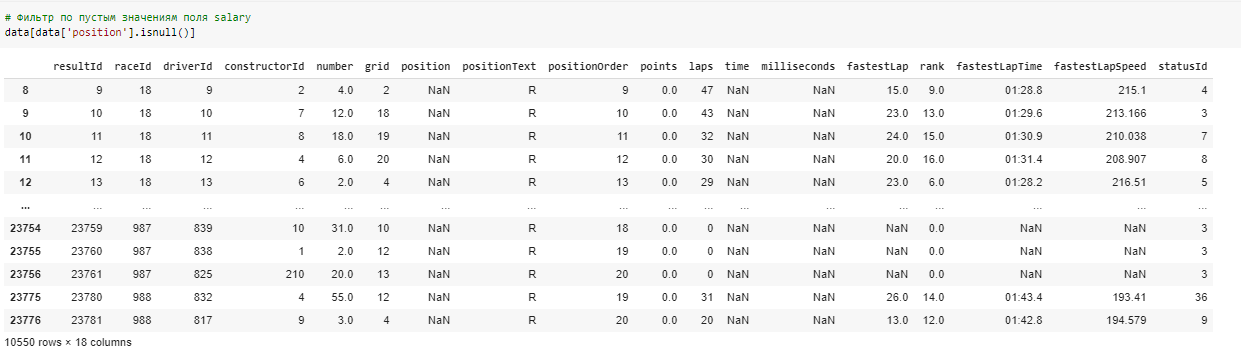 # Фильтр по пустым значениям поля salary
data[data['position'].isnull()]
resultId raceId driverId constructorId number grid position positionText positionOrder points laps time milliseconds fastestLap rank fastestLapTime fastestLapSpeed statusId
8 9 18 9 2 4.0 2 NaN R 9 0.0 47 NaN NaN 15.0 9.0 01:28.8 215.1 4
9 10 18 10 7 12.0 18 NaN R 10 0.0 43 NaN NaN 23.0 13.0 01:29.6 213.166 3
10 11 18 11 8 18.0 19 NaN R 11 0.0 32 NaN NaN 24.0 15.0 01:30.9 210.038 7
11 12 18 12 4 6.0 20 NaN R 12 0.0 30 NaN NaN 20.0 16.0 01:31.4 208.907 8
12 13 18 13 6 2.0 4 NaN R 13 0.0 29 NaN NaN 23.0 6.0 01:28.2 216.51 5
... ... ... ... ... ... ... ... ... ... ... ... ... ... ... ... ... ... ...
23754 23759 987 839 10 31.0 10 NaN R 18 0.0 0 NaN NaN NaN 0.0 NaN NaN 3
23755 23760 987 838 1 2.0 12 NaN R 19 0.0 0 NaN NaN NaN 0.0 NaN NaN 3
23756 23761 987 825 210 20.0 13 NaN R 20 0.0 0 NaN NaN NaN 0.0 NaN NaN 3
23775 23780 988 832 4 55.0 12 NaN R 19 0.0 31 NaN NaN 26.0 14.0 01:43.4 193.41 36
23776 23781 988 817 9 3.0 4 NaN R 20 0.0 20 NaN NaN 13.0 12.0 01:42.8 194.579 9
10550 rows × 18 columns